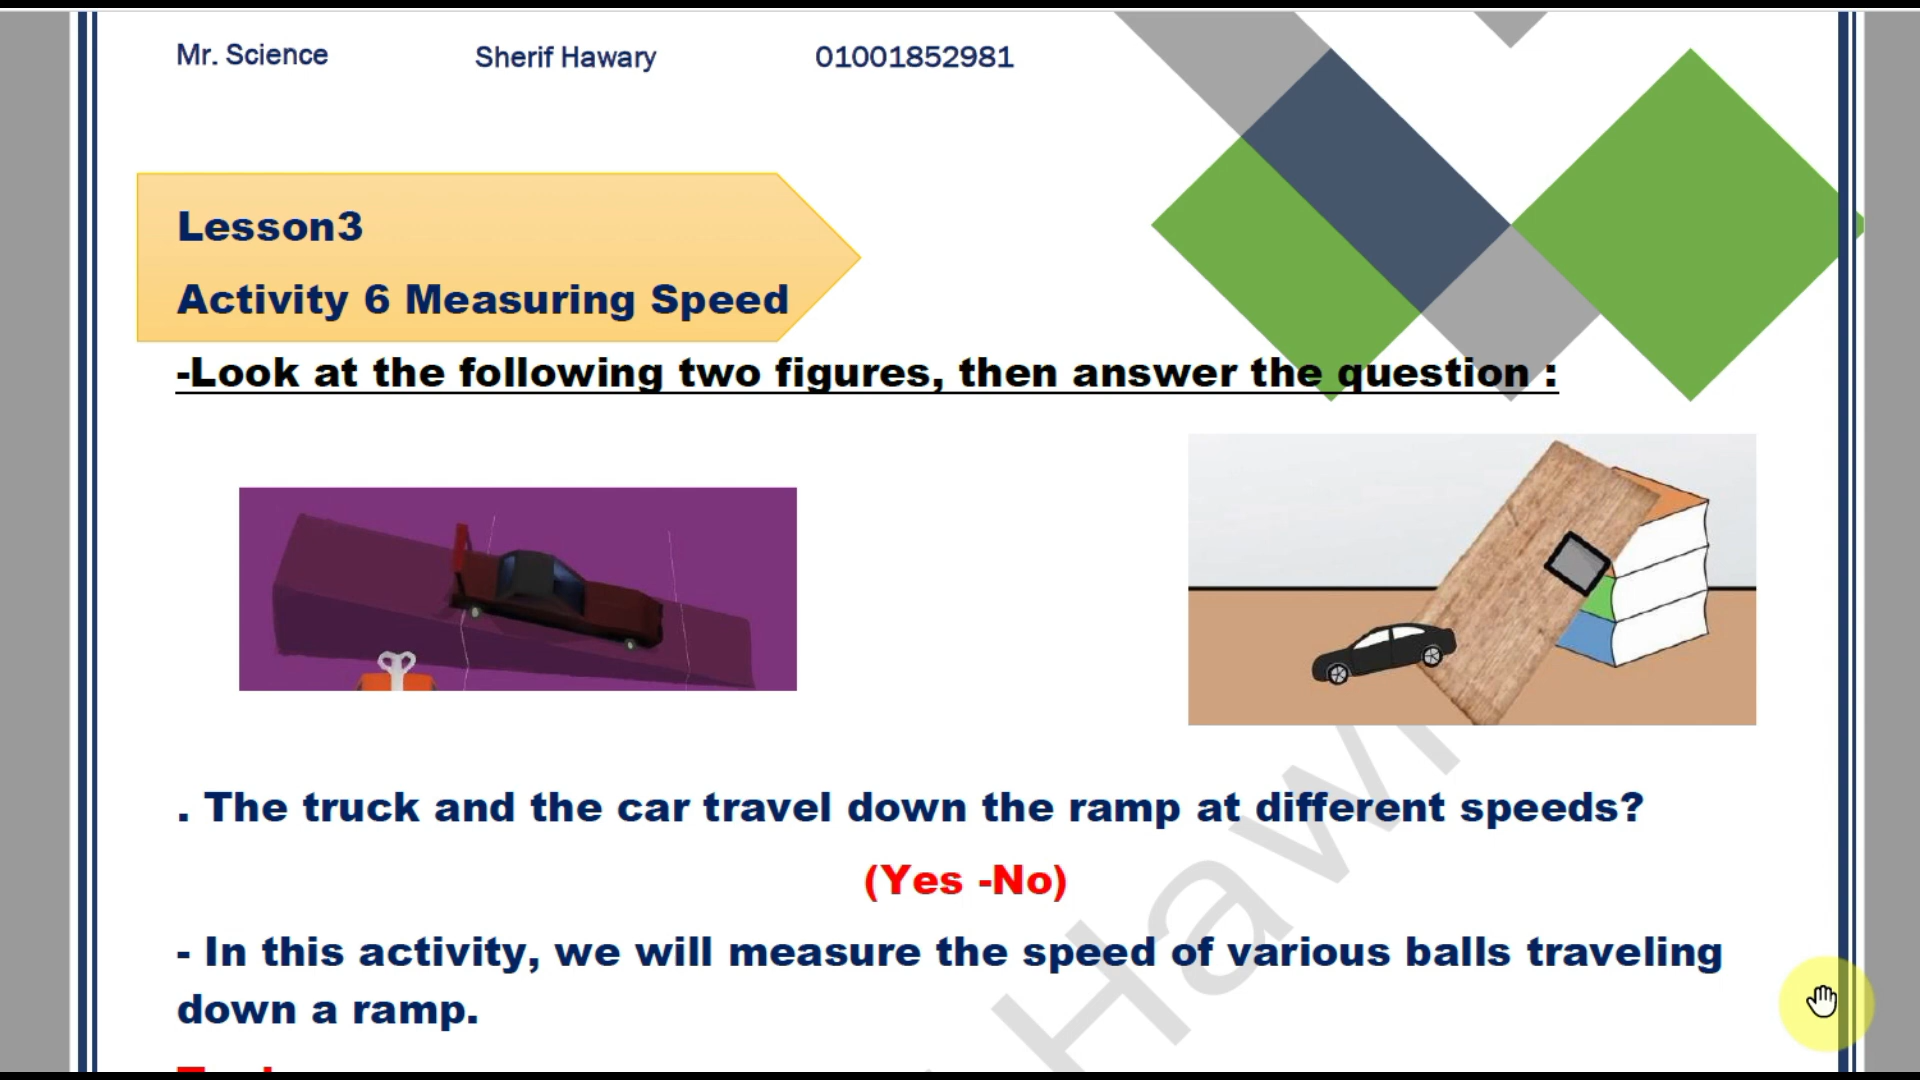 Mr. Science Sherif Hawary 01001852981
Lesson3
Activity 6 Measuring Speed
-Look at the following two figures, then answer the question :
. The truck and the car travel down the ramp at different speeds?
(Yes -No)
- In this activity, we will measure the speed of various balls traveling
down a ramp.
Haw